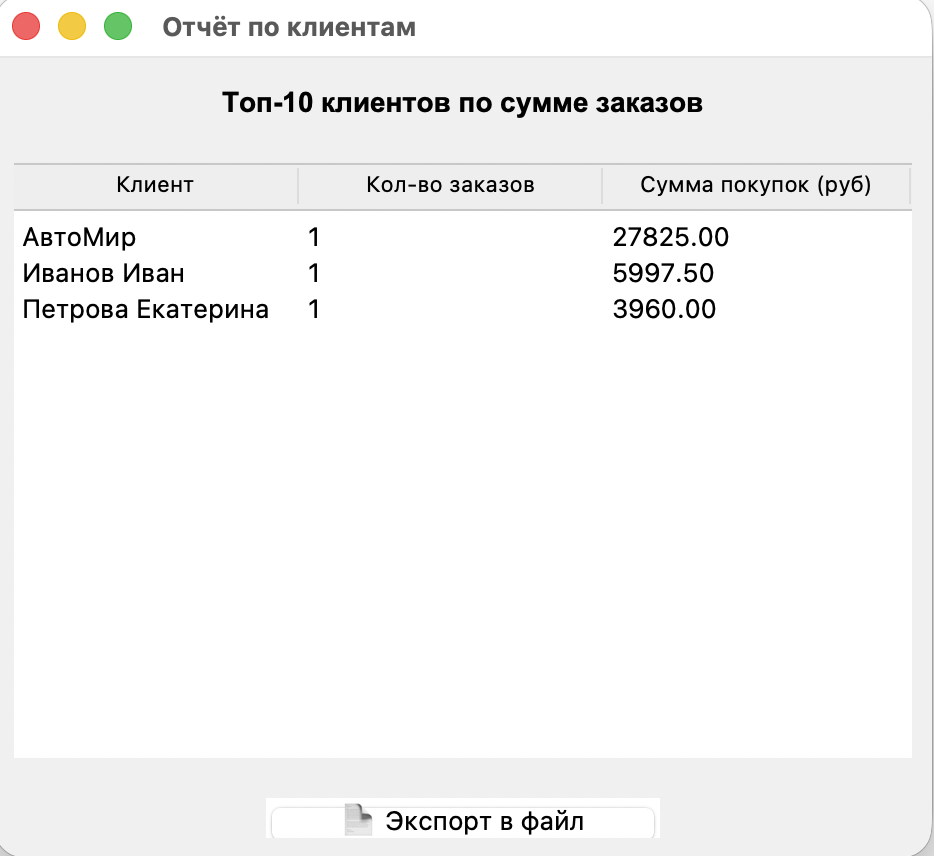 Отчёт по клиентам
Топ-10 клиентов по сумме заказов
Клиент Кол-во заказов Сумма покупок (руб)
АвтоМир 1 27825.00
Иванов Иван 1 5997.50
Петрова Екатерина 1 3960.00
Экспорт в файл